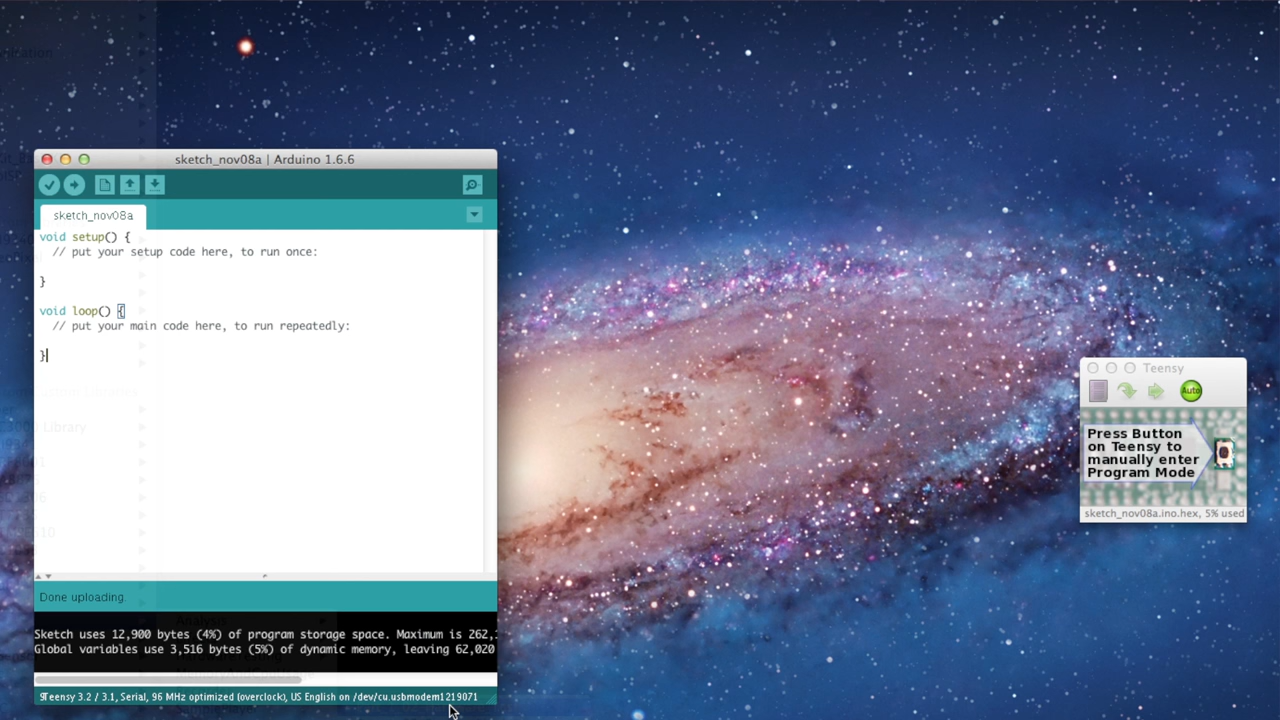 sketch_nov08a | Arduino 1.6.6
sketch_nov08a
void setup() {
// put your setup code here, to run once:
}
void loop() {
// put your main code here, to run repeatedly:
}
Done uploading.
Sketch uses 12,900 bytes (4%) of program storage space. Maximum is 262,
Global variables use 3,516 bytes (5%) of dynamic memory, leaving 62,020
Teensy 3.2 / 3.1, Serial, 96 MHz optimized (overclock), US English on /dev/cu.usbmodem1219071
Teensy
Auto
Press Button
on Teensy to
manually enter
Program Mode
sketch_nov08a.ino.hex, 5% used